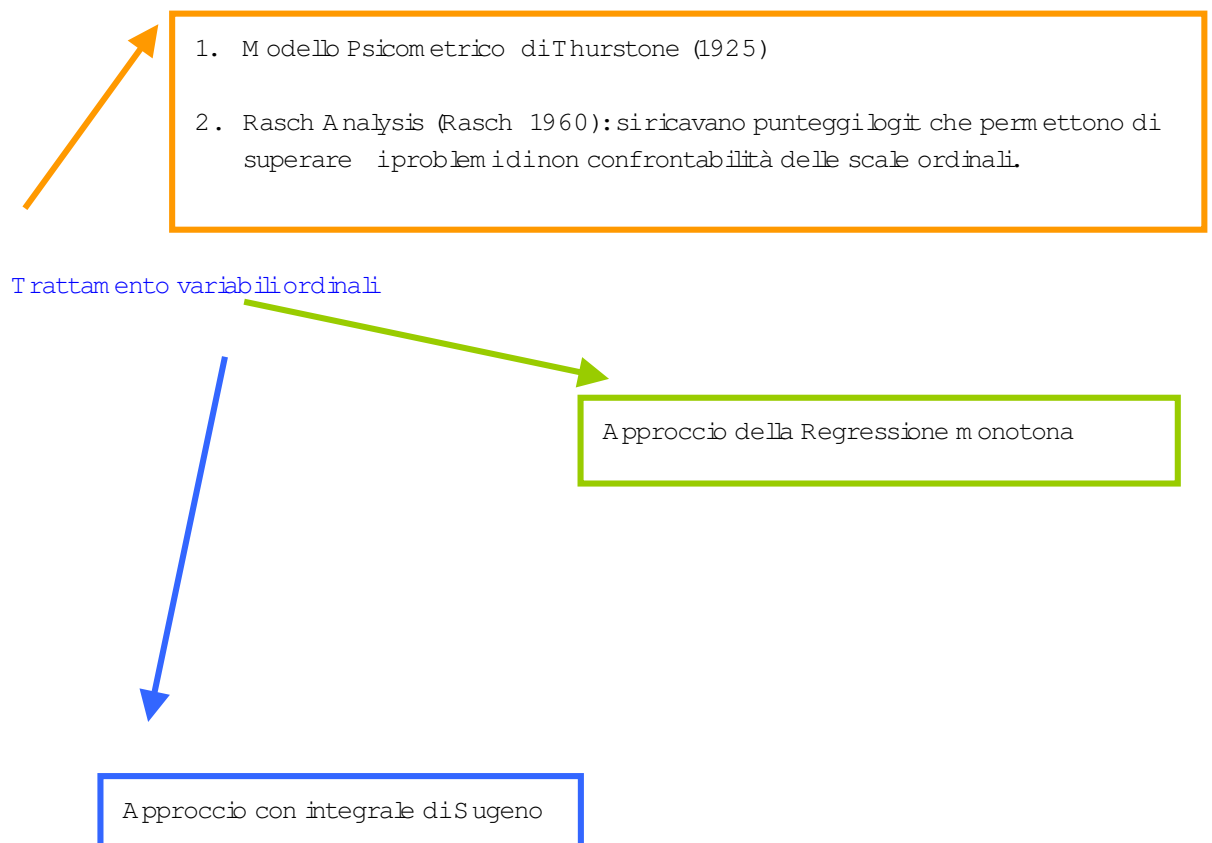 1. Modello Psicometrico di Thurstone (1925)
2. Rasch Analysis (Rasch 1960): si ricavano punteggi logit che permettono di
superare i problemi di non confrontabilità delle scale ordinali.
Trattamento variabili ordinali
Approccio della Regressione monotona
Approccio con integrale di Sugeno